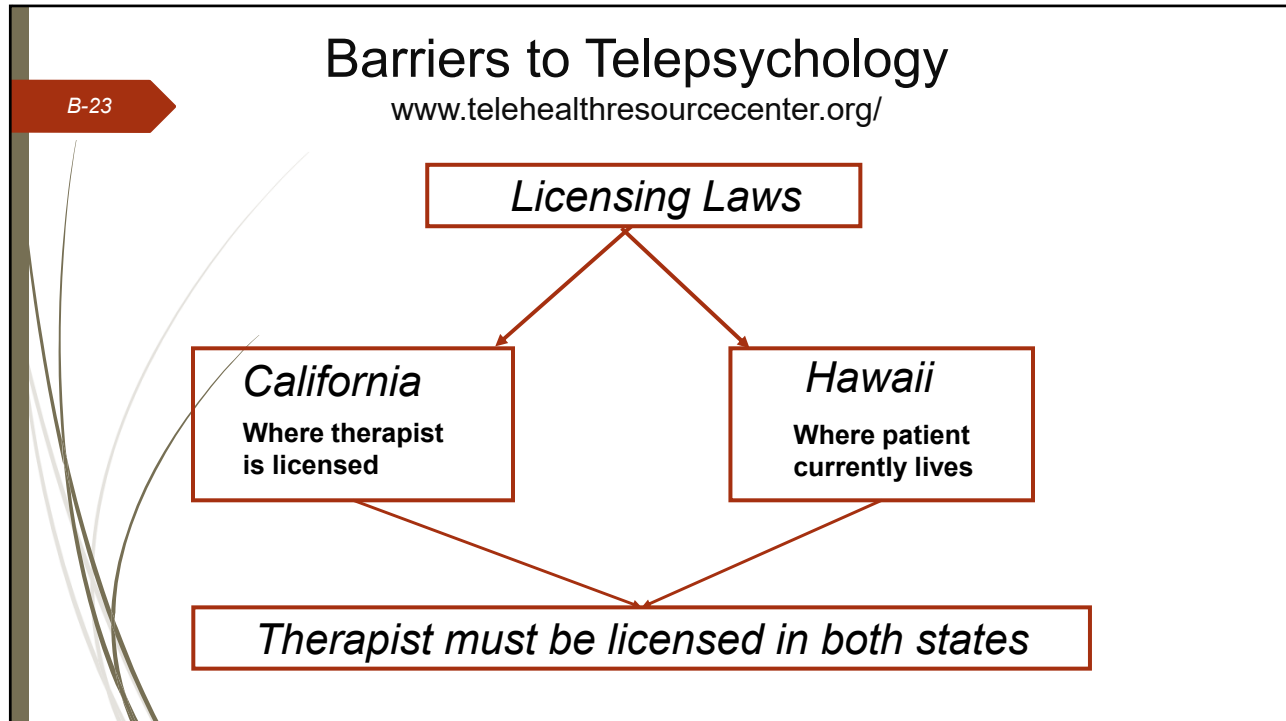 Barriers to Telepsychology
www.telehealthresourcecenter.org/
B-23
Licensing Laws
California
Where therapist
is licensed
Hawaii
Where patient
currently lives
Therapist must be licensed in both states